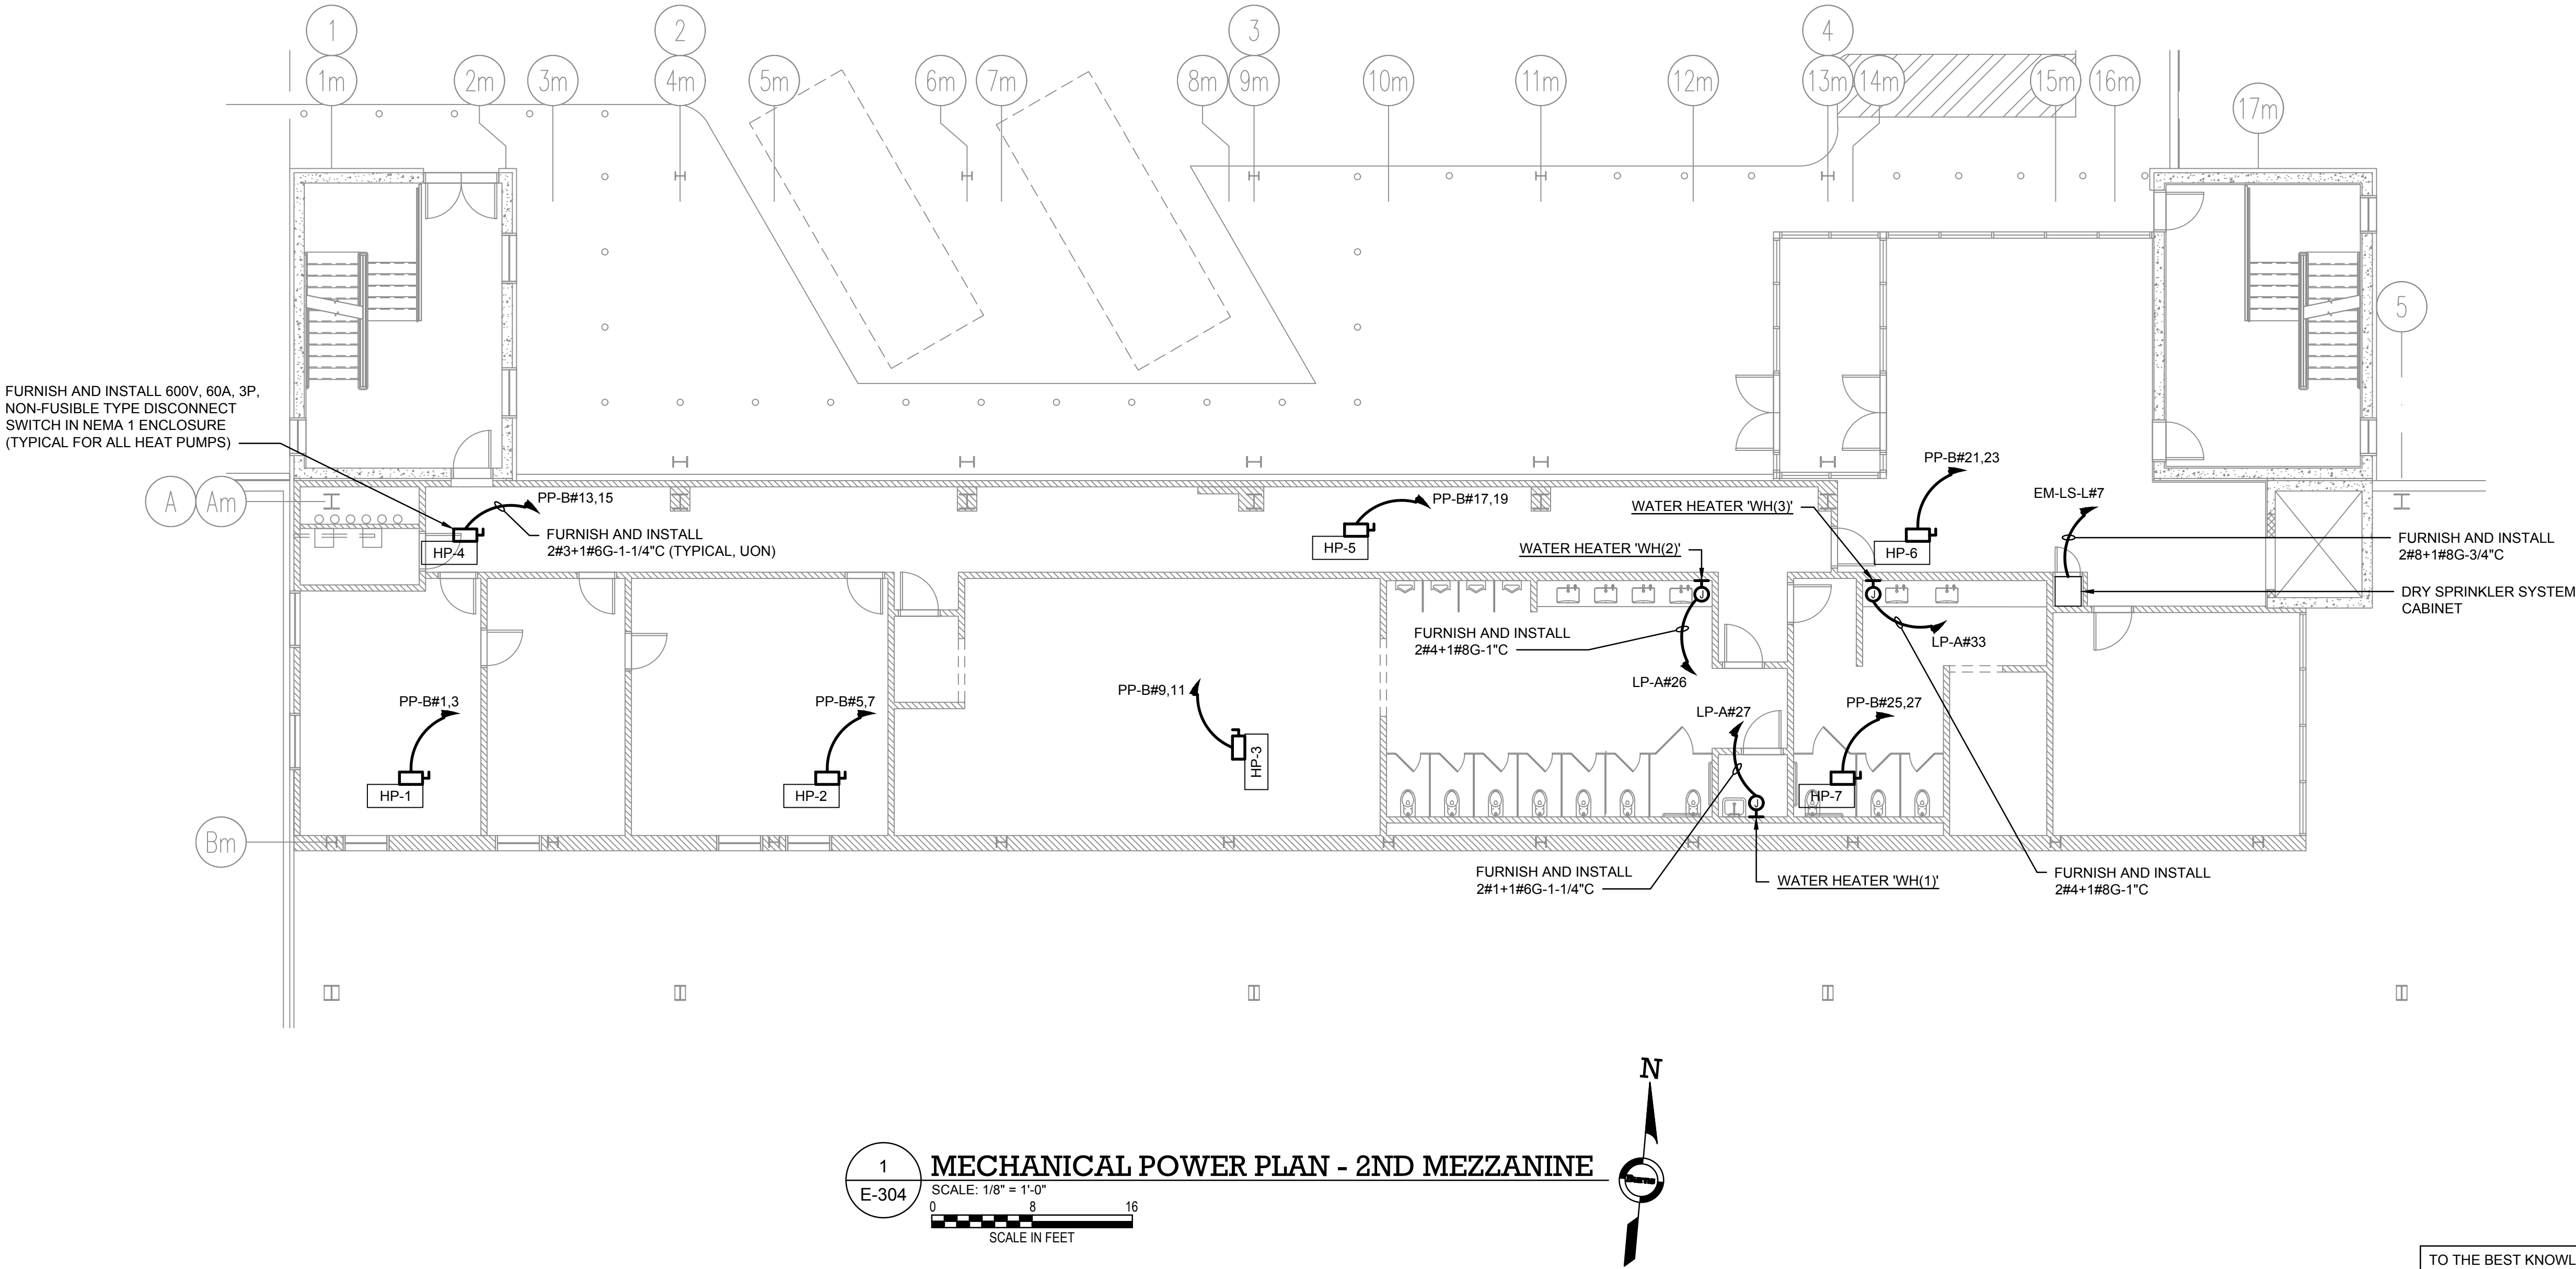 1
2
3
4
1m
2m
3m
4m
5m
6m
7m
8m
9m
10m
11m
12m
13m
14m
15m
16m
17m
5
FURNISH AND INSTALL 600V, 60A, 3P,
NON-FUSIBLE TYPE DISCONNECT
SWITCH IN NEMA 1 ENCLOSURE
(TYPICAL FOR ALL HEAT PUMPS)
A
Am
PP-B#13,15
HP-4
FURNISH AND INSTALL
2#3+1#6G-1-1/4"C (TYPICAL, UON)
PP-B#17,19
HP-5
WATER HEATER 'WH(3)'
WATER HEATER 'WH(2)'
PP-B#21,23
HP-6
EM-LS-L#7
FURNISH AND INSTALL
2#8+1#8G-3/4"C
DRY SPRINKLER SYSTEM
CABINET
J
J
FURNISH AND INSTALL
2#4+1#8G-1"C
LP-A#33
LP-A#26
PP-B#1,3
HP-1
PP-B#5,7
HP-2
PP-B#9,11
HP-3
LP-A#27
J
PP-B#25,27
HP-7
Bm
FURNISH AND INSTALL
2#1+1#6G-1-1/4"C
WATER HEATER 'WH(1)'
FURNISH AND INSTALL
2#4+1#8G-1"C
N
Burns
1
E-304
MECHANICAL POWER PLAN - 2ND MEZZANINE
SCALE: 1/8" = 1'-0"
0 8 16
SCALE IN FEET
TO THE BEST KNOWL